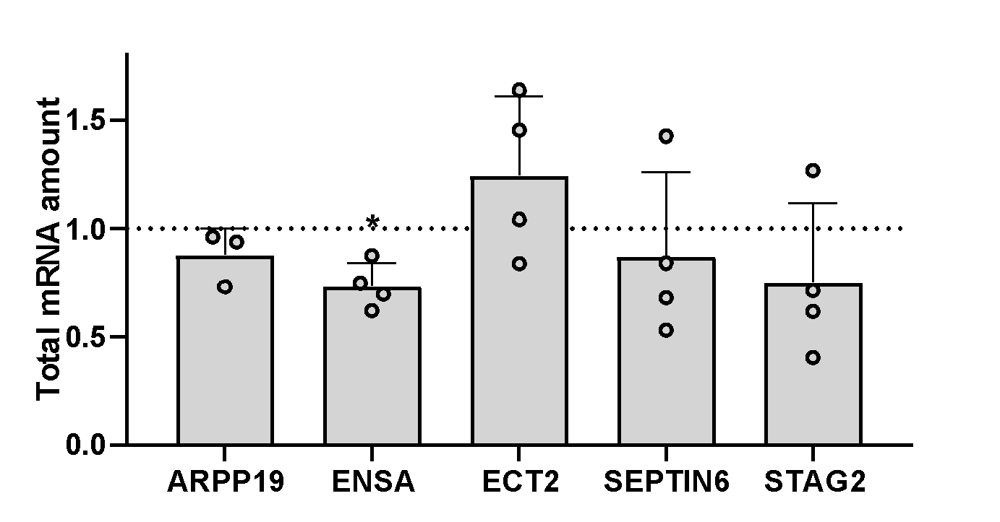 Total mRNA amount
1.5
1.0
0.5
0.0
*
ARPP19 ENSA ECT2 SEPTIN6 STAG2